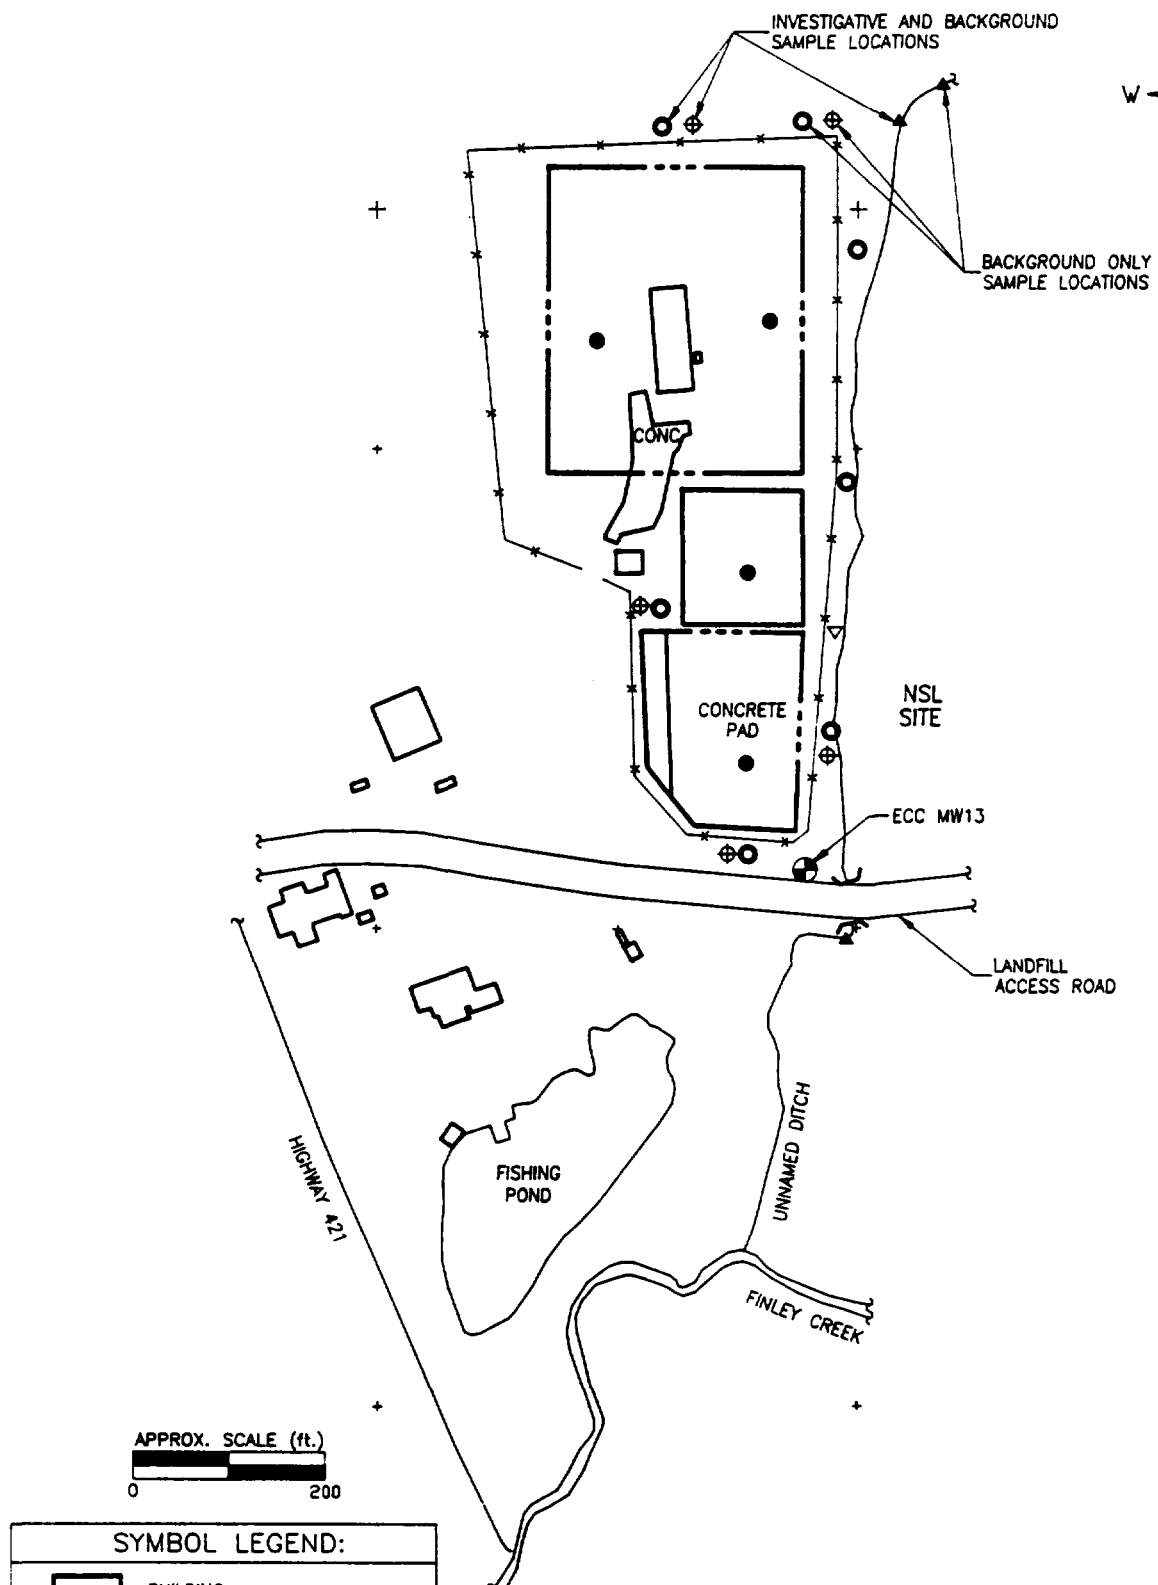 INVESTIGATIVE AND BACKGROUND
SAMPLE LOCATIONS
W
BACKGROUND ONLY
SAMPLE LOCATIONS
CONC
NSL
SITE
CONCRETE
PAD
ECC MW13
LANDFILL
ACCESS ROAD
UNNAMED DITCH
HIGHWAY 421
FISHING
POND
FINLEY CREEK
APPROX. SCALE (ft.)
0 200
SYMBOL LEGEND: